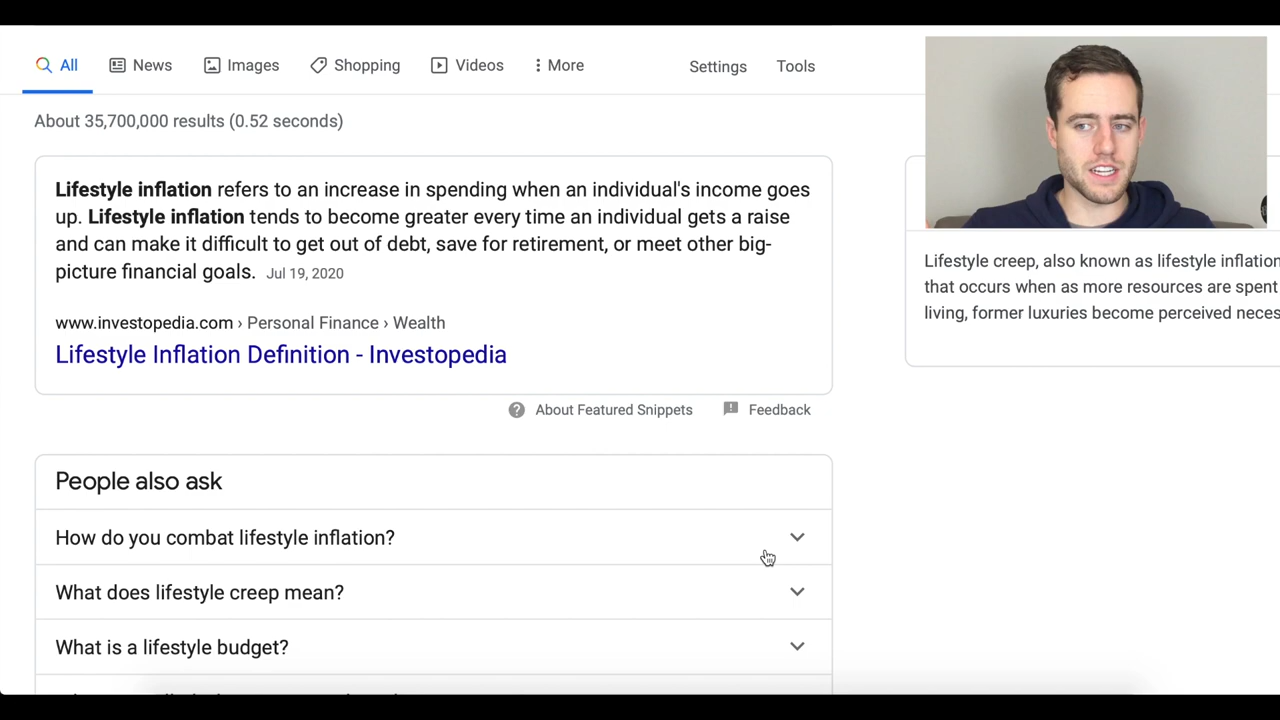 All News Images Shopping Videos More Settings Tools
About 35,700,000 results (0.52 seconds)
Lifestyle inflation refers to an increase in spending when an individual's income goes
up. Lifestyle inflation tends to become greater every time an individual gets a raise
and can make it difficult to get out of debt, save for retirement, or meet other big-
picture financial goals. Jul 19, 2020
www.investopedia.com › Personal Finance › Wealth
Lifestyle Inflation Definition - Investopedia
About Featured Snippets Feedback
People also ask
How do you combat lifestyle inflation?
What does lifestyle creep mean?
What is a lifestyle budget?
Lifestyle creep, also known as lifestyle inflation
that occurs when as more resources are spent
living, former luxuries become perceived neces